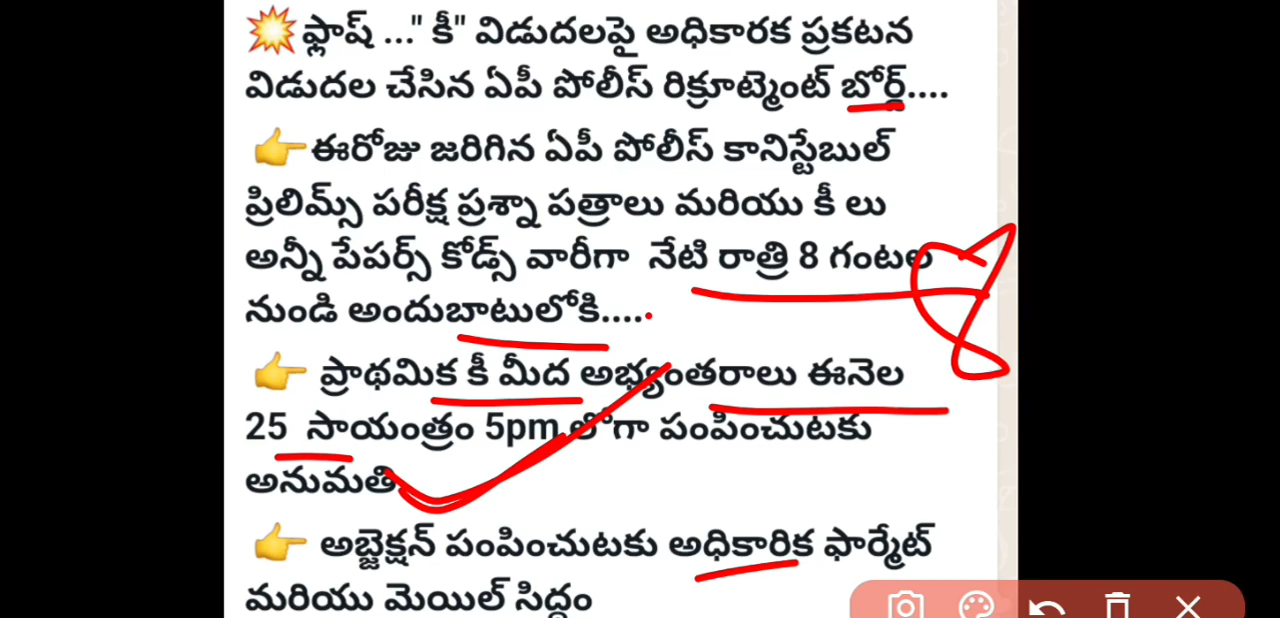 💥ఫ్లాష్ ..." కీ" విడుదలపై అధికారక ప్రకటన
విడుదల చేసిన ఏపీ పోలీస్ రిక్రూట్మెంట్ బోర్డ్....
👉ఈరోజు జరిగిన ఏపీ పోలీస్ కానిస్టేబుల్
ప్రిలిమ్స్ పరీక్ష ప్రశ్నా పత్రాలు మరియు కీ లు
అన్నీ పేపర్స్ కోడ్స్ వారీగా నేటి రాత్రి 8 గంటల
నుండి అందుబాటులోకి....
👉 ప్రాథమిక కీ మీద అభ్యంతరాలు ఈనెల
25 సాయంత్రం 5pm లోగా పంపించుటకు
అనుమతి
👉 అబ్జెక్షన్ పంపించుటకు అధికారిక ఫార్మేట్
మరియు మెయిల్ సిద్ధం